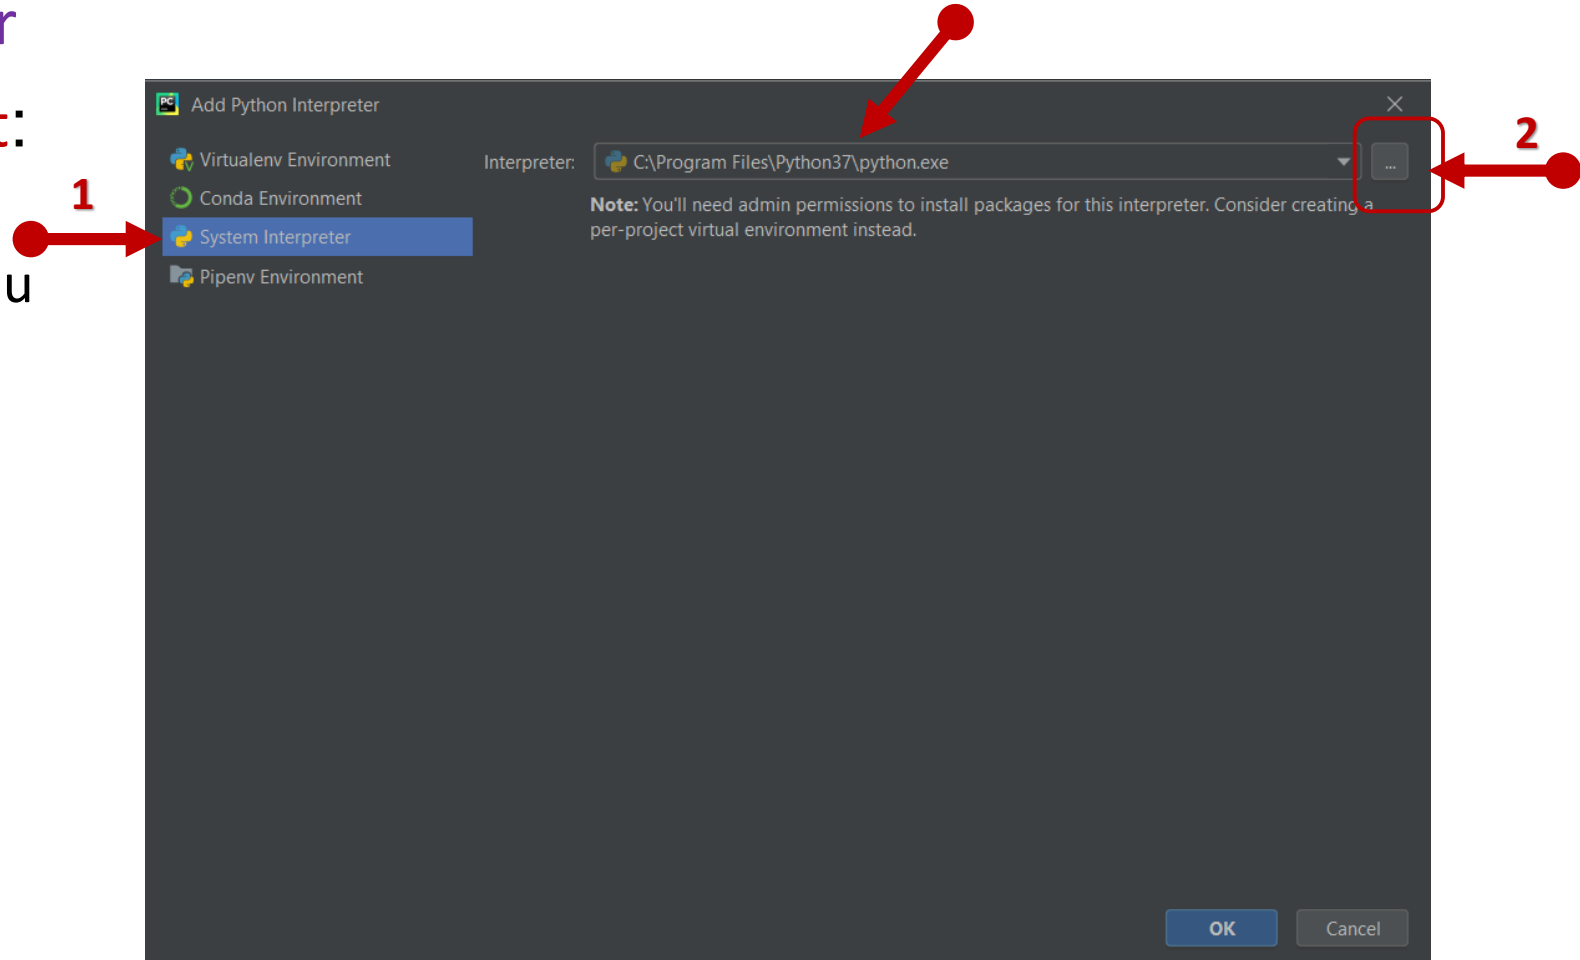 r
t:
u
1
2
PC
Add Python Interpreter
Virtualenv Environment
Conda Environment
System Interpreter
Pipenv Environment
Interpreter:
C:\Program Files\Python37\python.exe
...
Note: You'll need admin permissions to install packages for this interpreter. Consider creating a
per-project virtual environment instead.
OK
Cancel